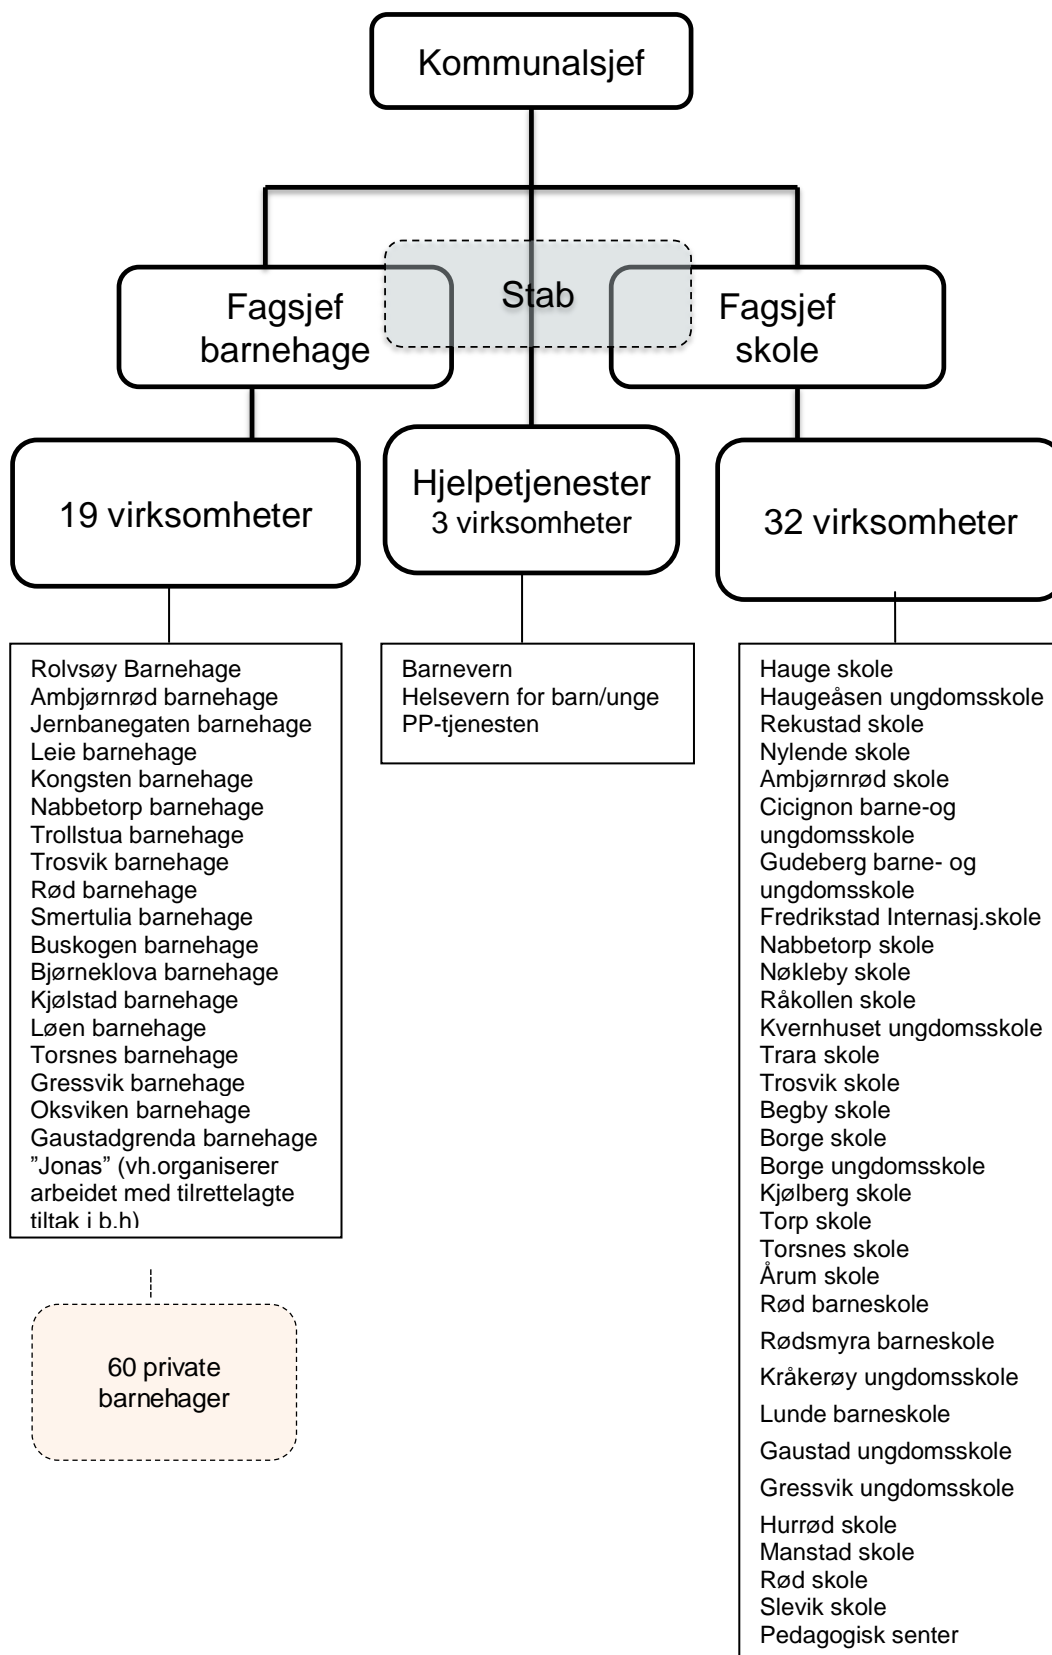 Kommunalsjef
Fagsjef
barnehage
Stab
Fagsjef
skole
19 virksomheter
Hjelpetjenester
3 virksomheter
32 virksomheter
Rolvsøy Barnehage
Ambjørnrød barnehage
Jernbanegaten barnehage
Leie barnehage
Kongsten barnehage
Nabbetorp barnehage
Trollstua barnehage
Trosvik barnehage
Rød barnehage
Smertulia barnehage
Buskogen barnehage
Bjørneklova barnehage
Kjølstad barnehage
Løen barnehage
Torsnes barnehage
Gressvik barnehage
Oksviken barnehage
Gaustadgrenda barnehage
”Jonas” (vh.organiserer
arbeidet med tilrettelagte
tiltak i b.h)
60 private
barnehager
Barnevern
Helsevern for barn/unge
PP-tjenesten
Hauge skole
Haugeåsen ungdomsskole
Rekustad skole
Nylende skole
Ambjørnrød skole
Cicignon barne-og
ungdomsskole
Gudeberg barne- og
ungdomsskole
Fredrikstad Internasj.skole
Nabbetorp skole
Nøkleby skole
Råkollen skole
Kvernhuset ungdomsskole
Trara skole
Trosvik skole
Begby skole
Borge skole
Borge ungdomsskole
Kjølberg skole
Torp skole
Torsnes skole
Årum skole
Rød barneskole
Rødsmyra barneskole
Kråkerøy ungdomsskole
Lunde barneskole
Gaustad ungdomsskole
Gressvik ungdomsskole
Hurrød skole
Manstad skole
Rød skole
Slevik skole
Pedagogisk senter